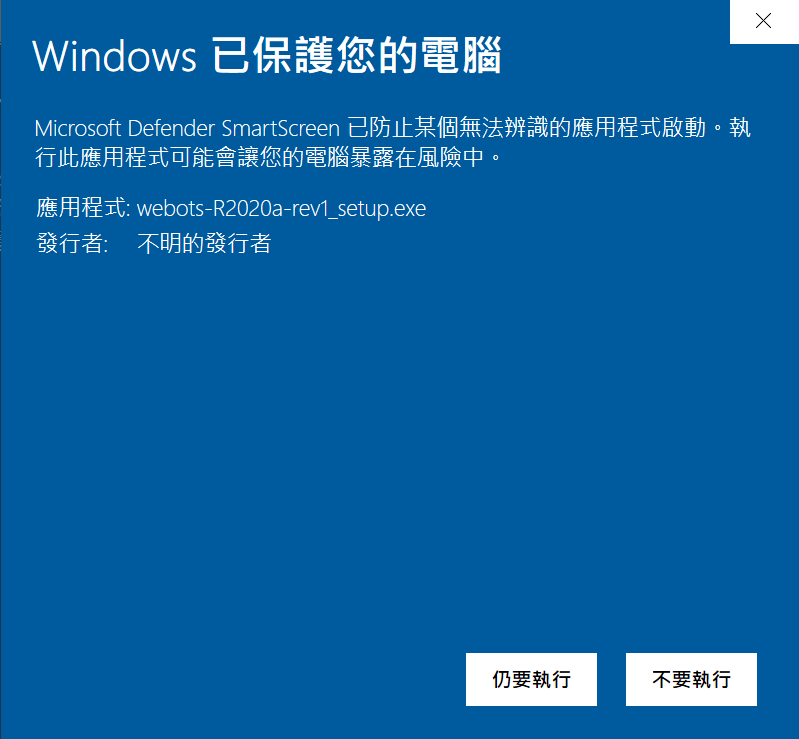 Windows 已保護您的電腦
Microsoft Defender SmartScreen 已防止某個無法辨識的應用程式啟動。執
行此應用程式可能會讓您的電腦暴露在風險中。
應用程式: webots-R2020a-rev1_setup.exe
發行者: 不明的發行者
仍要執行 不要執行